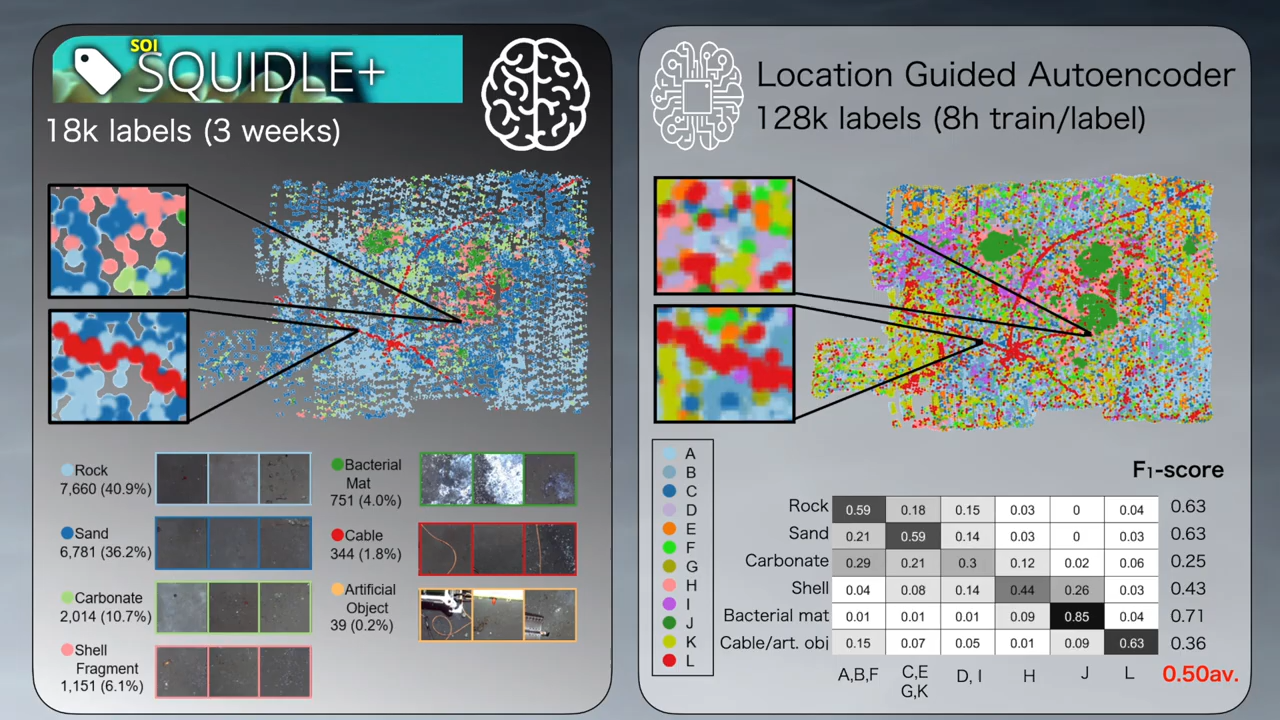 SOI
SQUIDLE+
18k labels (3 weeks)
Rock
7,660 (40.9%)
Sand
6,781 (36.2%)
Carbonate
2,014 (10.7%)
Shell
Fragment
1,151 (6.1%)
Bacterial
Mat
751 (4.0%)
Cable
344 (1.8%)
Artificial
Object
39 (0.2%)
Location Guided Autoencoder
128k labels (8h train/label)
A
B
C
D
E
F
G
H
I
J
K
L
F1-score
Rock 0.59 0.18 0.15 0.03 0 0.04 0.63
Sand 0.21 0.59 0.14 0.03 0 0.03 0.63
Carbonate 0.29 0.21 0.3 0.12 0.02 0.06 0.25
Shell 0.04 0.08 0.14 0.44 0.26 0.03 0.43
Bacterial mat 0.01 0.01 0.01 0.09 0.85 0.04 0.71
Cable/art. obj 0.15 0.07 0.05 0.01 0.09 0.63 0.36
A,B,F C,E D, I H J L 0.50av.
G,K